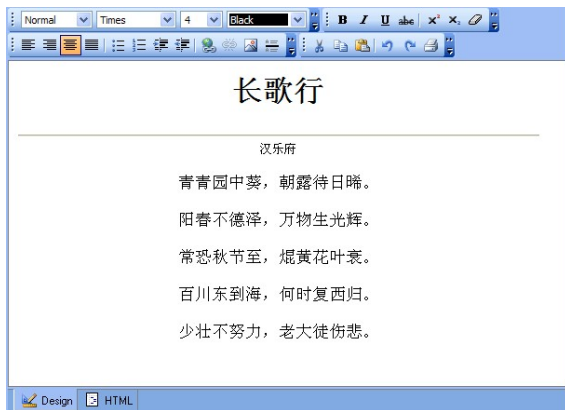 Normal Times 4 Black B I U abc x² x₂
长歌行
汉乐府
青青园中葵，朝露待日晞。
阳春不德泽，万物生光辉。
常恐秋节至，焜黄花叶衰。
百川东到海，何时复西归。
少壮不努力，老大徒伤悲。
Design HTML